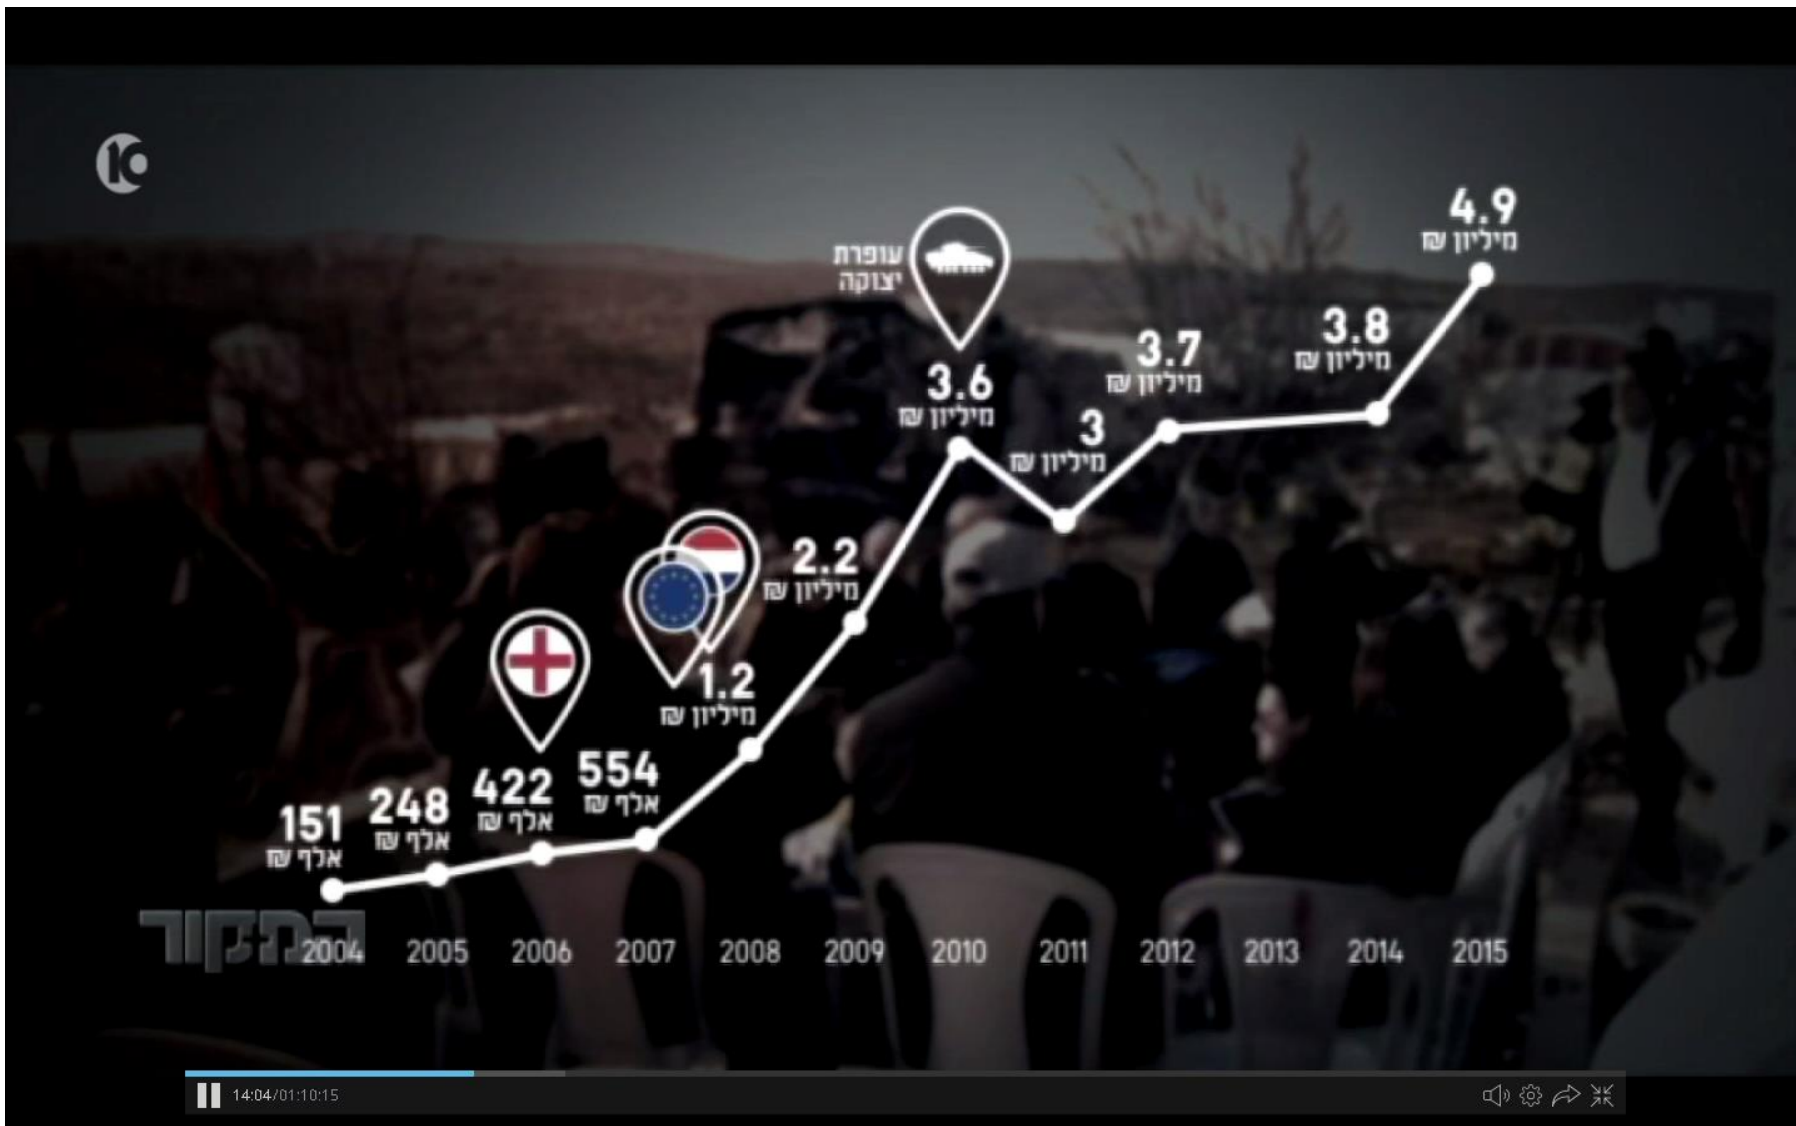 10
4.9
מיליון ₪
עופרת
יצוקה
3.8
מיליון ₪
3.7
מיליון ₪
3.6
מיליון ₪
3
מיליון ₪
2.2
מיליון ₪
1.2
מיליון ₪
554
אלף ₪
422
אלף ₪
248
אלף ₪
151
אלף ₪
המקור
2004 2005 2006 2007 2008 2009 2010 2011 2012 2013 2014 2015
14:04/01:10:15